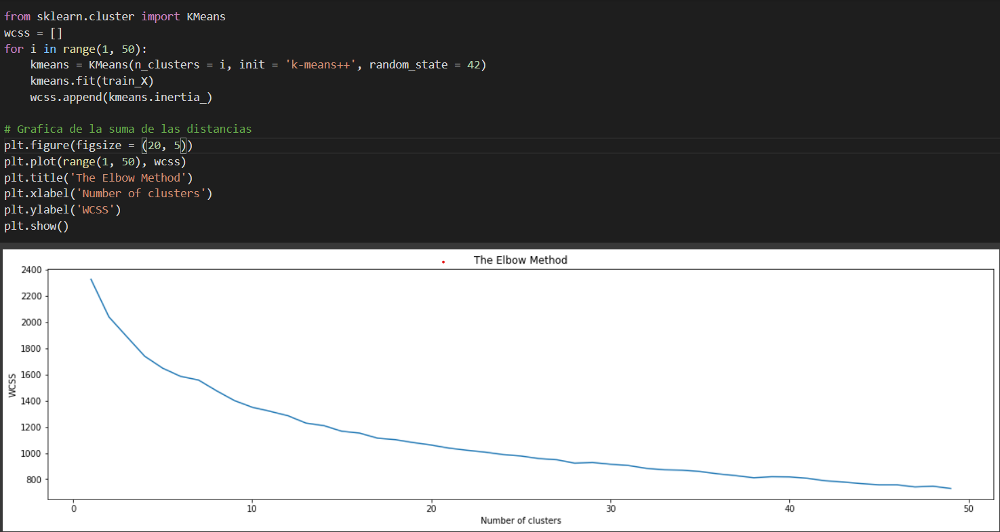 from sklearn.cluster import KMeans
wcss = []
for i in range(1, 50):
    kmeans = KMeans(n_clusters = i, init = 'k-means++', random_state = 42)
    kmeans.fit(train_X)
    wcss.append(kmeans.inertia_)
# Grafica de la suma de las distancias
plt.figure(figsize = (20, 5))
plt.plot(range(1, 50), wcss)
plt.title('The Elbow Method')
plt.xlabel('Number of clusters')
plt.ylabel('WCSS')
plt.show()
The Elbow Method
WCSS
2400
2200
2000
1800
1600
1400
1200
1000
800
0 10 20 30 40 50
Number of clusters